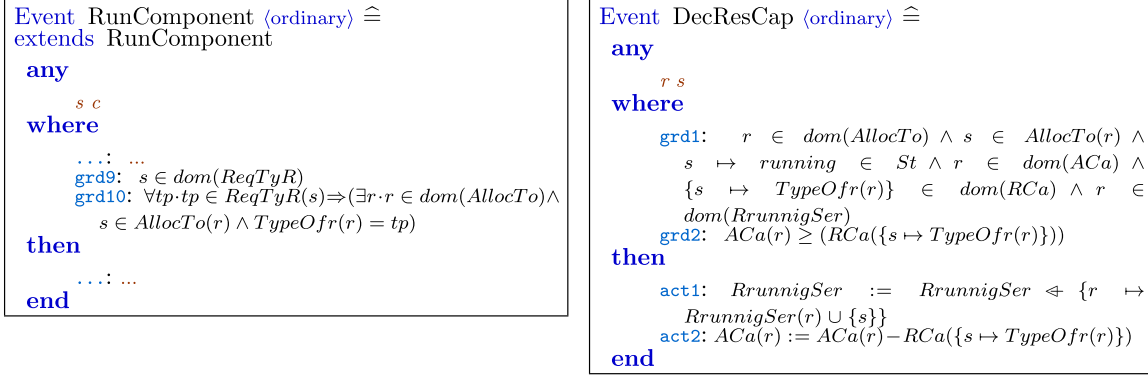 Event RunComponent ⟨ordinary⟩ ≙
extends RunComponent
any
s c
where
...: ...
grd9: s ∈ dom(ReqTyR)
grd10: ∀tp·tp ∈ ReqTyR(s)⇒(∃r·r ∈ dom(AllocTo)∧
s ∈ AllocTo(r) ∧ TypeOfr(r) = tp)
then
...: ...
end
Event DecResCap ⟨ordinary⟩ ≙
any
r s
where
grd1: r ∈ dom(AllocTo) ∧ s ∈ AllocTo(r) ∧
s ↦ running ∈ St ∧ r ∈ dom(ACa) ∧
{s ↦ TypeOfr(r)} ∈ dom(RCa) ∧ r ∈
dom(RrunnigSer)
grd2: ACa(r) ≥ (RCa({s ↦ TypeOfr(r)}))
then
act1: RrunnigSer := RrunnigSer ⩤ {r ↦
RrunnigSer(r) ∪ {s}}
act2: ACa(r) := ACa(r)−RCa({s ↦ TypeOfr(r)})
end